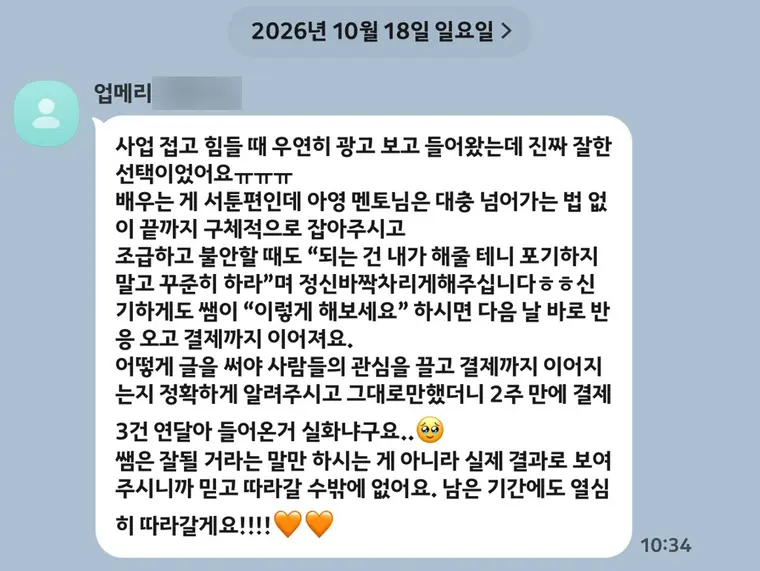 2026년 10월 18일 일요일 >
업메리
사업 접고 힘들 때 우연히 광고 보고 들어왔는데 진짜 잘한
선택이었어요ㅠㅠㅠ
배우는 게 서툰편인데 아영 멘토님은 대충 넘어가는 법 없
이 끝까지 구체적으로 잡아주시고
조급하고 불안할 때도 “되는 건 내가 해줄 테니 포기하지
말고 꾸준히 하라”며 정신바짝차리게해주십니다ㅎㅎ신
기하게도 쌤이 “이렇게 해보세요” 하시면 다음 날 바로 반
응 오고 결제까지 이어져요.
어떻게 글을 써야 사람들의 관심을 끌고 결제까지 이어지
는지 정확하게 알려주시고 그대로만했더니 2주 만에 결제
3건 연달아 들어온거 실화냐구요..🥹
쌤은 잘될 거라는 말만 하시는 게 아니라 실제 결과로 보여
주시니까 믿고 따라갈 수밖에 없어요. 남은 기간에도 열심
히 따라갈게요!!!!🧡🧡
10:34